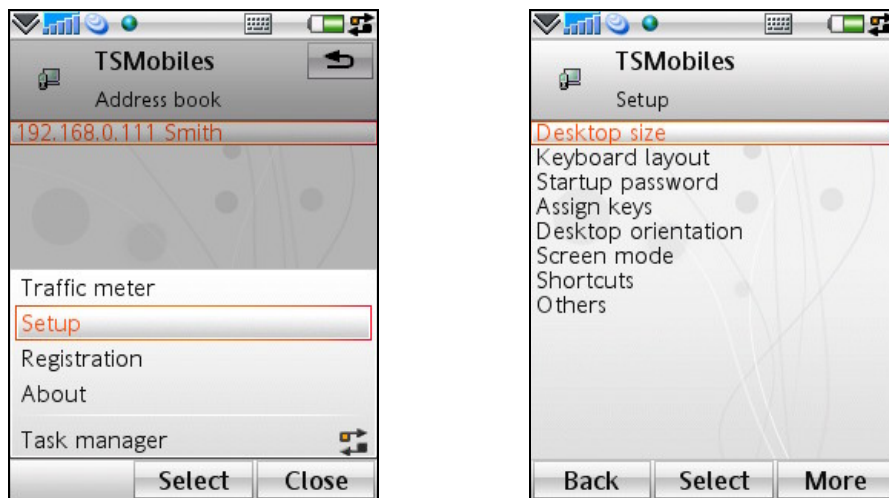 TSMobiles
Address book
192.168.0.111 Smith
Traffic meter
Setup
Registration
About
Task manager
Select Close
TSMobiles
Setup
Desktop size
Keyboard layout
Startup password
Assign keys
Desktop orientation
Screen mode
Shortcuts
Others
Back Select More